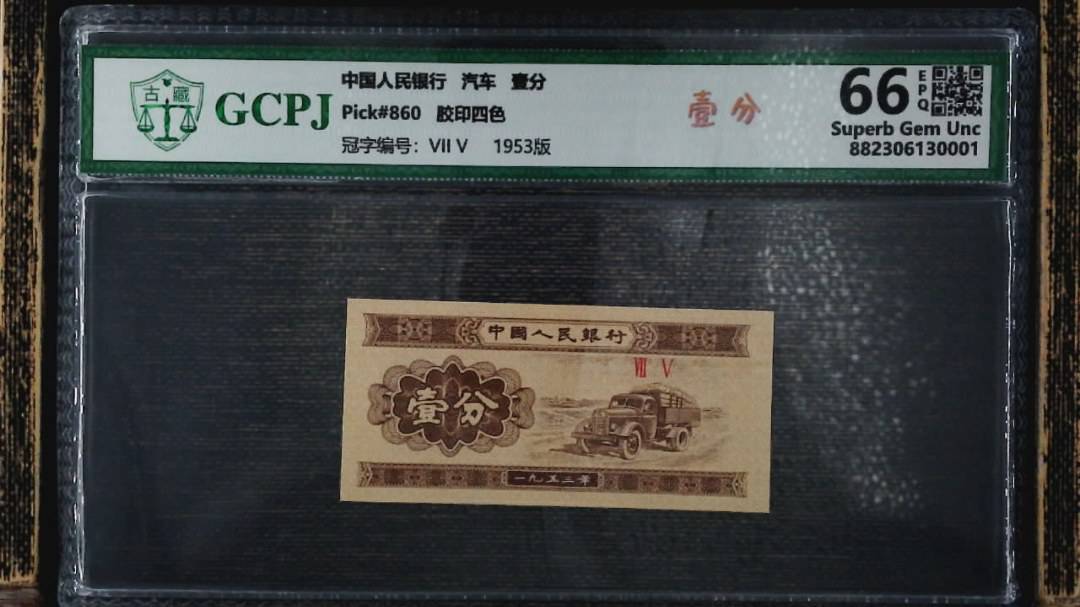 古藏
GCPJ
中国人民银行 汽车 壹分
Pick#860 胶印四色
冠字编号: VII V 1953版
壹分
66 EPQ
Superb Gem Unc
882306130001
中國人民銀行
VII V
壹分
一九五三年